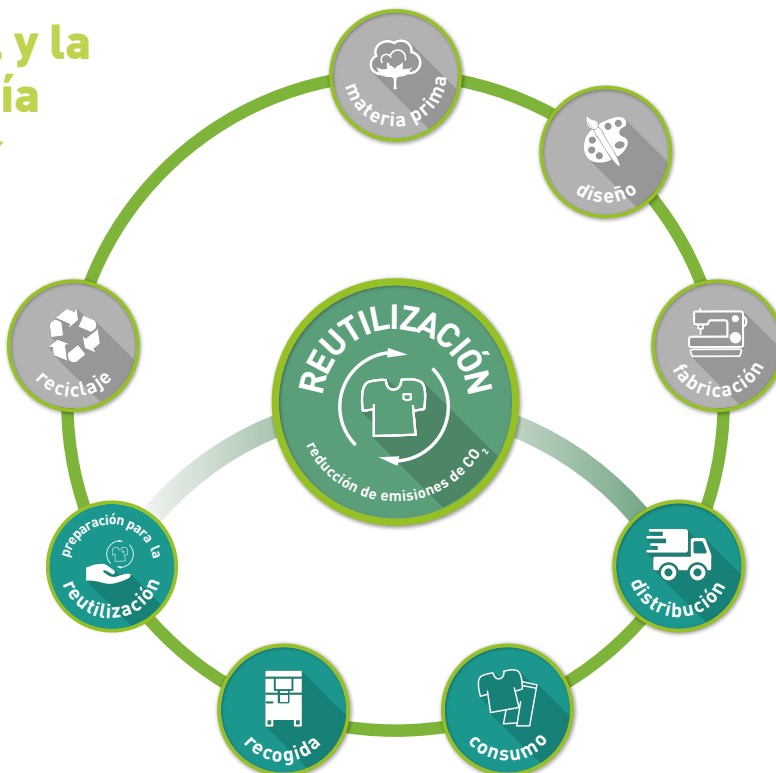 y la
ía
materia prima
diseño
fabricación
distribución
consumo
recogida
preparación para la
reutilización
reciclaje
REUTILIZACIÓN
reducción de emisiones de CO₂